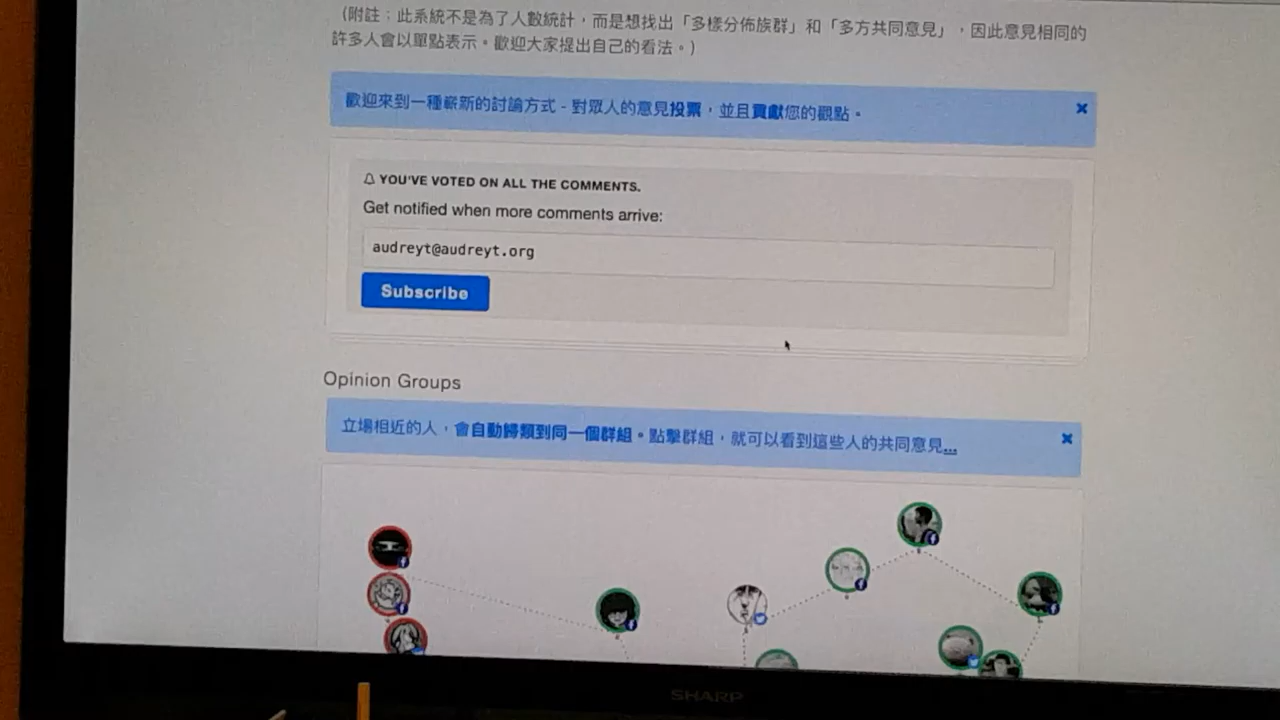 （附註：此系統不是為了人數統計，而是想找出「多樣分佈族群」和「多方共同意見」，因此意見相同的
許多人會以單點表示。歡迎大家提出自己的看法。）
歡迎來到一種嶄新的討論方式 - 對眾人的意見投票，並且貢獻您的觀點。
YOU'VE VOTED ON ALL THE COMMENTS.
Get notified when more comments arrive:
audreyt@audreyt.org
Subscribe
Opinion Groups
立場相近的人，會自動歸類到同一個群組。點擊群組，就可以看到這些人的共同意見...
SHARP